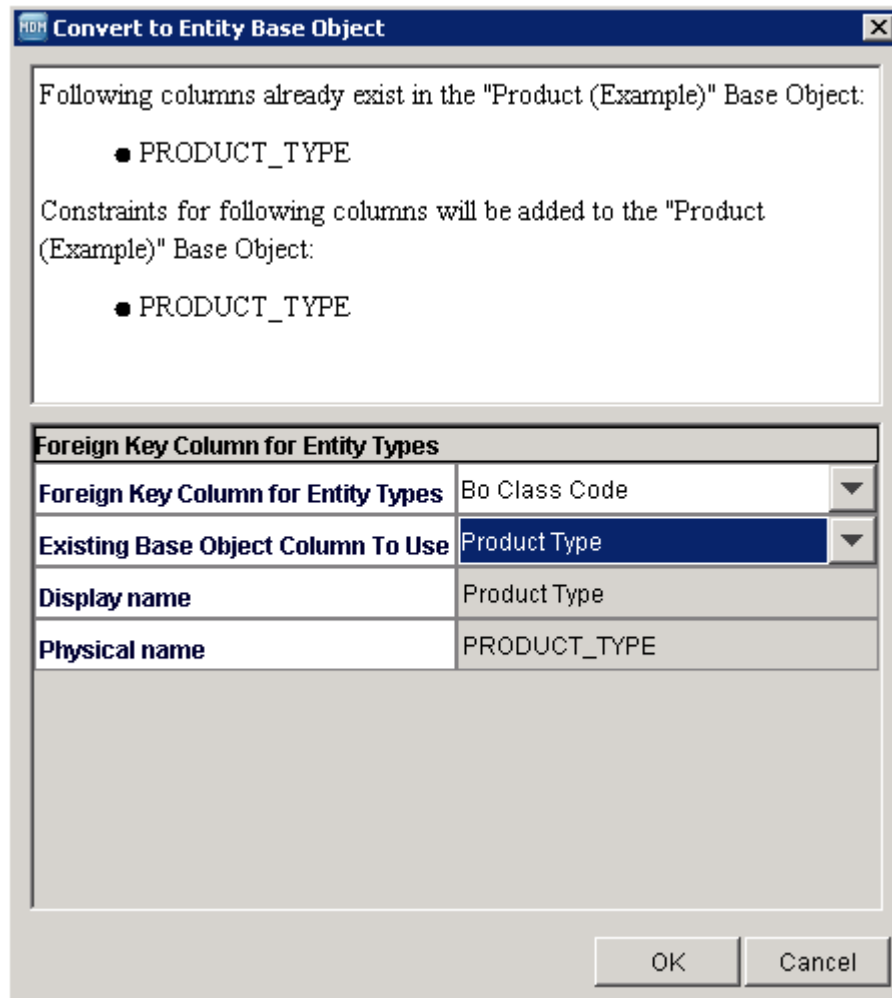 MDM Convert to Entity Base Object
Following columns already exist in the "Product (Example)" Base Object:
PRODUCT_TYPE
Constraints for following columns will be added to the "Product
(Example)" Base Object:
PRODUCT_TYPE
Foreign Key Column for Entity Types
Foreign Key Column for Entity Types Bo Class Code
Existing Base Object Column To Use Product Type
Display name Product Type
Physical name PRODUCT_TYPE
OK Cancel